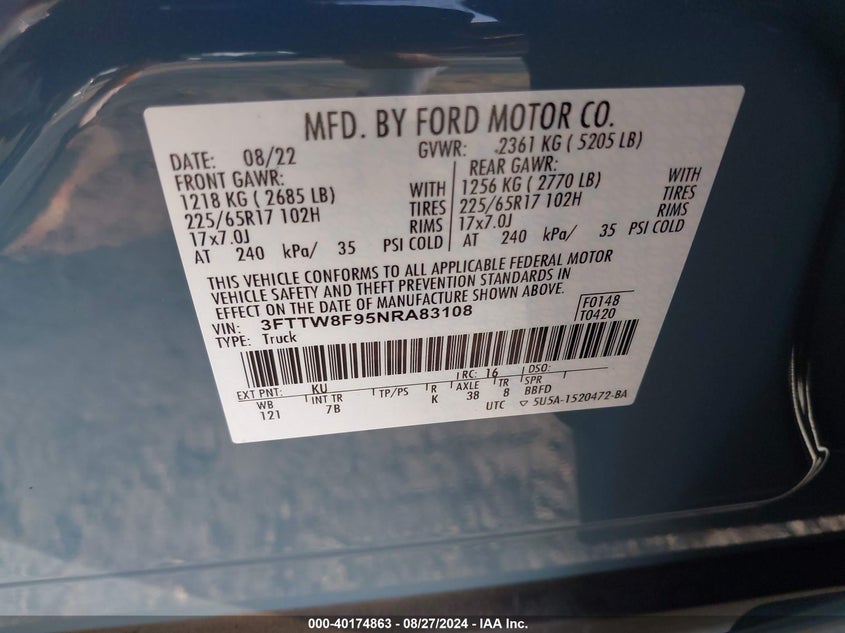 MFD. BY FORD MOTOR CO.
DATE: 08/22 GVWR: 2361 KG ( 5205 LB)
FRONT GAWR: REAR GAWR:
1218 KG ( 2685 LB) WITH 1256 KG ( 2770 LB) WITH
225/65R17 102H TIRES 225/65R17 102H TIRES
17x7.0J RIMS 17x7.0J RIMS
AT 240 kPa/ 35 PSI COLD AT 240 kPa/ 35 PSI COLD
THIS VEHICLE CONFORMS TO ALL APPLICABLE FEDERAL MOTOR
VEHICLE SAFETY AND THEFT PREVENTION STANDARDS IN
EFFECT ON THE DATE OF MANUFACTURE SHOWN ABOVE.
VIN: 3FTTW8F95NRA83108 F0148
TYPE: Truck T0420
EXT PNT: KU RC: 16 DSO:
WB INT TR TP/PS R AXLE TR SPR
121 7B K 38 8 BBFD
UTC ▽ 5U5A-1520472-BA
000-40174863 - 08/27/2024 - IAA Inc.